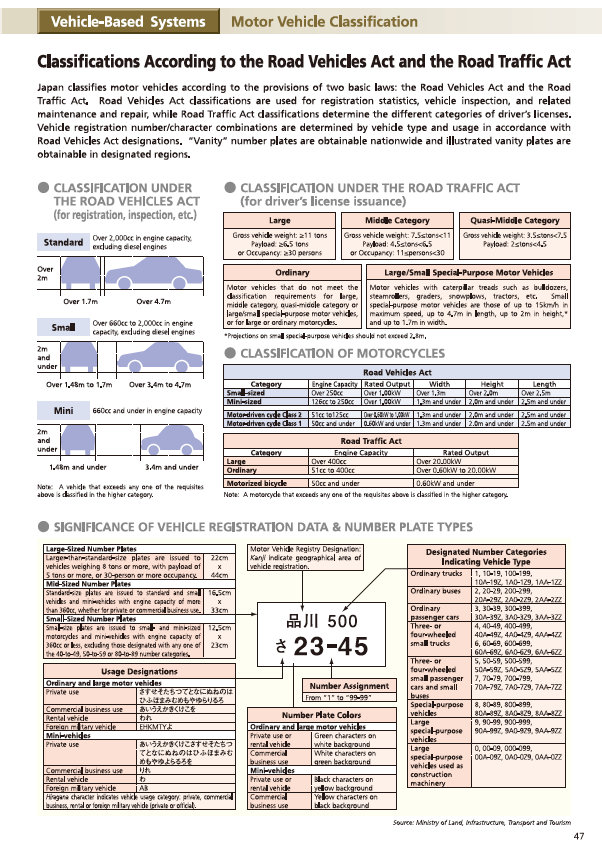 Vehicle-Based Systems
Motor Vehicle Classification
Classifications According to the Road Vehicles Act and the Road Traffic Act
Japan classifies motor vehicles according to the provisions of two basic laws: the Road Vehicles Act and the Road
Traffic Act. Road Vehicles Act classifications are used for registration statistics, vehicle inspection, and related
maintenance and repair, while Road Traffic Act classifications determine the different categories of driver's licenses.
Vehicle registration number/character combinations are determined by vehicle type and usage in accordance with
Road Vehicles Act designations. "Vanity" number plates are obtainable nationwide and illustrated vanity plates are
obtainable in designated regions.
● CLASSIFICATION UNDER
THE ROAD VEHICLES ACT
(for registration, inspection, etc.)
Standard
Over 2,000cc in engine capacity,
excluding diesel engines
Over
2m
Over 1.7m
Over 4.7m
Small
Over 660cc to 2,000cc in engine
capacity, excluding diesel engines
2m
and
under
Over 1.48m to 1.7m
Over 3.4m to 4.7m
Mini
660cc and under in engine capacity
2m
and
under
1.48m and under
3.4m and under
Note: A vehicle that exceeds any one of the requisites
above is classified in the higher category.
● CLASSIFICATION UNDER THE ROAD TRAFFIC ACT
(for driver's license issuance)
Large
Gross vehicle weight: ≥11 tons
Payload: ≥6.5 tons
or Occupancy: ≥30 persons
Middle Category
Gross vehicle weight: 7.5≤tons<11
Payload: 4.5≤tons<6.5
or Occupancy: 11≤persons<30
Quasi-Middle Category
Gross vehicle weight: 3.5≤tons<7.5
Payload: 2≤tons<4.5
Ordinary
Motor vehicles that do not meet the
classification requirements for large,
middle category, quasi-middle category or
large/small special-purpose motor vehicles,
or for large or ordinary motorcycles.
Large/Small Special-Purpose Motor Vehicles
Motor vehicles with caterpillar treads such as bulldozers,
steamrollers, graders, snowplows, tractors, etc. Small
special-purpose motor vehicles are those of up to 15km/h in
maximum speed, up to 4.7m in length, up to 2m in height,*
and up to 1.7m in width.
*Projections on small special-purpose vehicles should not exceed 2.8m.
● CLASSIFICATION OF MOTORCYCLES
Road Vehicles Act
Category Engine Capacity Rated Output Width Height Length
Small-sized Over 250cc Over 1.00kW Over 1.3m Over 2.0m Over 2.5m
Mini-sized 126cc to 250cc Over 1.00kW 1.3m and under 2.0m and under 2.5m and under
Motor-driven cycle Class 2 51cc to 125cc Over 0.60kW to 1.00kW 1.3m and under 2.0m and under 2.5m and under
Motor-driven cycle Class 1 50cc and under 0.60kW and under 1.3m and under 2.0m and under 2.5m and under
Road Traffic Act
Category Engine Capacity Rated Output
Large Over 400cc Over 20.00kW
Ordinary 51cc to 400cc Over 0.60kW to 20.00kW
Motorized bicycle 50cc and under 0.60kW and under
Note: A motorcycle that exceeds any one of the requisites above is classified in the higher category.
● SIGNIFICANCE OF VEHICLE REGISTRATION DATA & NUMBER PLATE TYPES
Large-Sized Number Plates
Larger-than-standard-size plates are issued to
vehicles weighing 8 tons or more, with payload of
5 tons or more, or 30-person or more occupancy.
22cm
x
44cm
Mid-Sized Number Plates
Standard-size plates are issued to standard and small
vehicles and mini-vehicles with engine capacity of more
than 360cc, whether for private or commercial business use.
16.5cm
x
33cm
Small-Sized Number Plates
Small-size plates are issued to small- and mini-sized
motorcycles and mini-vehicles with engine capacity of
360cc or less, excluding those designated with any one of
the 40-to-49, 50-to-59 or 80-to-89 number categories.
12.5cm
x
23cm
Usage Designations
Ordinary and large motor vehicles
Private use さすせそたちつてとなにぬねのは
ひふほまみむめもやゆらりるろ
Commercial business use あいうえかきくけこを
Rental vehicle われ
Foreign military vehicle EHKMTYよ
Mini-vehicles
Private use あいうえかきくけこさすせそたちつ
てとなにぬねのはひふほまみむ
めもやゆよらるろを
Commercial business use りれ
Rental vehicle わ
Foreign military vehicle AB
Hiragana character indicates vehicle usage category: private, commercial
business, rental or foreign military vehicle (private or official).
Motor Vehicle Registry Designation:
Kanji indicate geographical area of
vehicle registration.
品川 500
さ 23-45
Number Assignment
From "1" to "99-99"
Number Plate Colors
Ordinary and large motor vehicles
Private use or
rental vehicle
Green characters on
white background
Commercial
business use
White characters on
green background
Mini-vehicles
Private use or
rental vehicle
Black characters on
yellow background
Commercial
business use
Yellow characters on
black background
Designated Number Categories
Indicating Vehicle Type
Ordinary trucks
1, 10-19, 100-199,
10A-19Z, 1A0-1Z9, 1AA-1ZZ
Ordinary buses
2, 20-29, 200-299,
20A-29Z, 2A0-2Z9, 2AA-2ZZ
Ordinary
passenger cars
3, 30-39, 300-399,
30A-39Z, 3A0-3Z9, 3AA-3ZZ
Three- or
four-wheeled
small trucks
4, 40-49, 400-499,
40A-49Z, 4A0-4Z9, 4AA-4ZZ
6, 60-69, 600-699,
60A-69Z, 6A0-6Z9, 6AA-6ZZ
Three- or
four-wheeled
small passenger
cars and small
buses
5, 50-59, 500-599,
50A-59Z, 5A0-5Z9, 5AA-5ZZ
7, 70-79, 700-799,
70A-79Z, 7A0-7Z9, 7AA-7ZZ
Special-purpose
vehicles
8, 80-89, 800-899,
80A-89Z, 8A0-8Z9, 8AA-8ZZ
Large
special-purpose
vehicles
9, 90-99, 900-999,
90A-99Z, 9A0-9Z9, 9AA-9ZZ
Large
special-purpose
vehicles used as
construction
machinery
0, 00-09, 000-099,
00A-09Z, 0A0-0Z9, 0AA-0ZZ
Source: Ministry of Land, Infrastructure, Transport and Tourism
47